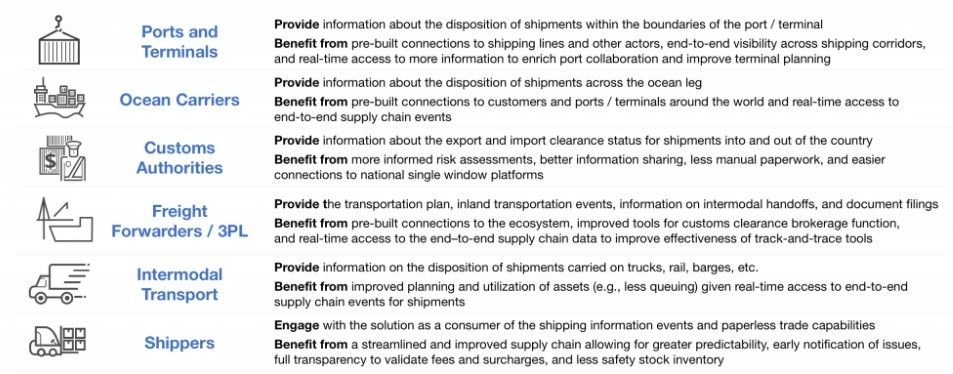 Ports and
Terminals
Provide information about the disposition of shipments within the boundaries of the port / terminal
Benefit from pre-built connections to shipping lines and other actors, end-to-end visibility across shipping corridors,
and real-time access to more information to enrich port collaboration and improve terminal planning
Ocean Carriers
Provide information about the disposition of shipments across the ocean leg
Benefit from pre-built connections to customers and ports / terminals around the world and real-time access to
end-to-end supply chain events
Customs
Authorities
$
Provide information about the export and import clearance status for shipments into and out of the country
Benefit from more informed risk assessments, better information sharing, less manual paperwork, and easier
connections to national single window platforms
Freight
Forwarders / 3PL
Provide the transportation plan, inland transportation events, information on intermodal handoffs, and document filings
Benefit from pre-built connections to the ecosystem, improved tools for customs clearance brokerage function,
and real-time access to the end–to-end supply chain data to improve effectiveness of track-and-trace tools
Intermodal
Transport
Provide information on the disposition of shipments carried on trucks, rail, barges, etc.
Benefit from improved planning and utilization of assets (e.g., less queuing) given real-time access to end-to-end
supply chain events for shipments
Shippers
Engage with the solution as a consumer of the shipping information events and paperless trade capabilities
Benefit from a streamlined and improved supply chain allowing for greater predictability, early notification of issues,
full transparency to validate fees and surcharges, and less safety stock inventory